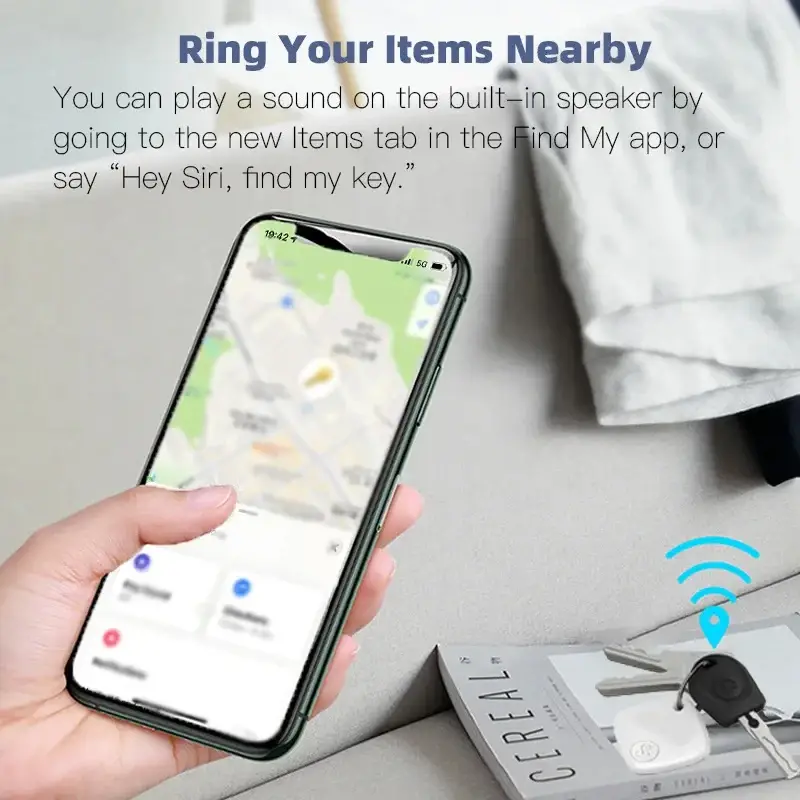 Ring Your Items Nearby
You can play a sound on the built-in speaker by
going to the new Items tab in the Find My app, or
say “Hey Siri, find my key.”
19:42
5G
CEREAL